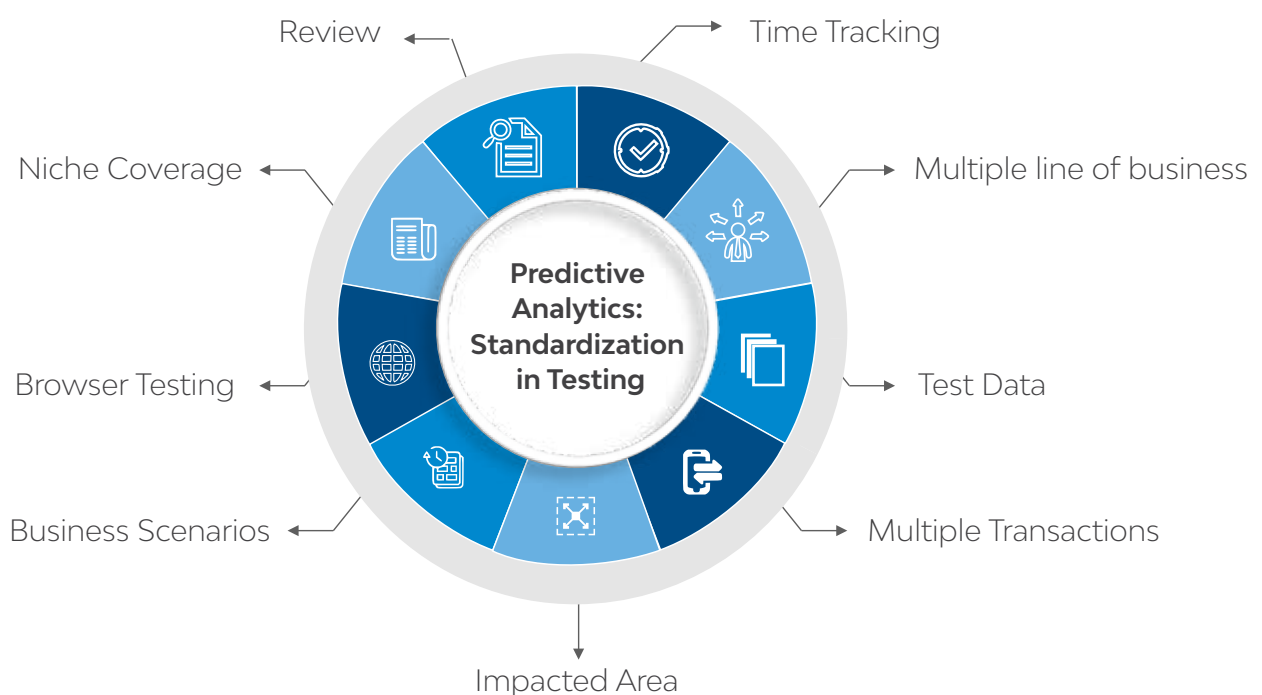 Review
Time Tracking
Niche Coverage
Multiple line of business
Predictive
Analytics:
Standardization
in Testing
Browser Testing
Test Data
Business Scenarios
Multiple Transactions
Impacted Area